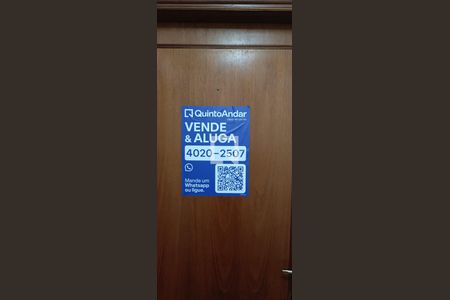 QuintoAndar
VENDE
& ALUGA
4020-2507
Mande um
Whatsapp
ou ligue.